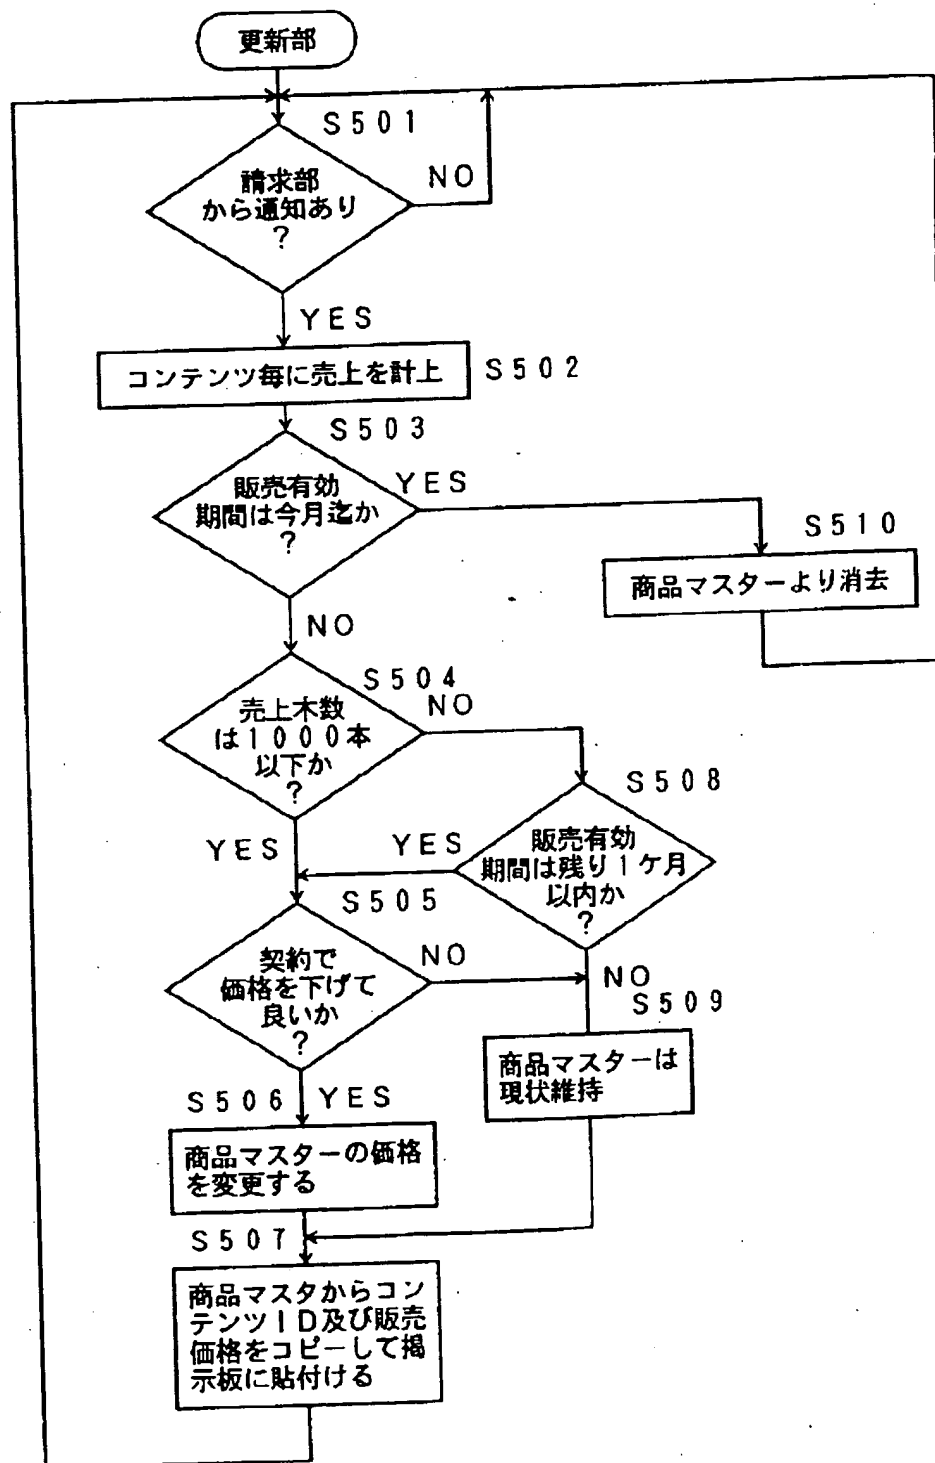 更新部
S501
請求部
から通知あり
?
NO
YES
コンテンツ毎に売上を計上
S502
S503
販売有効
期間は今月迄か
?
YES
S510
商品マスターより消去
NO
S504
売上本数
は1000本
以下か
?
NO
S508
販売有効
期間は残り1ケ月
以内か
?
YES
YES
S505
契約で
価格を下げて
良いか
?
NO
NO
S509
商品マスターは
現状維持
S506
YES
商品マスターの価格
を変更する
S507
商品マスタからコン
テンツID及び販売
価格をコピーして掲
示板に貼付ける